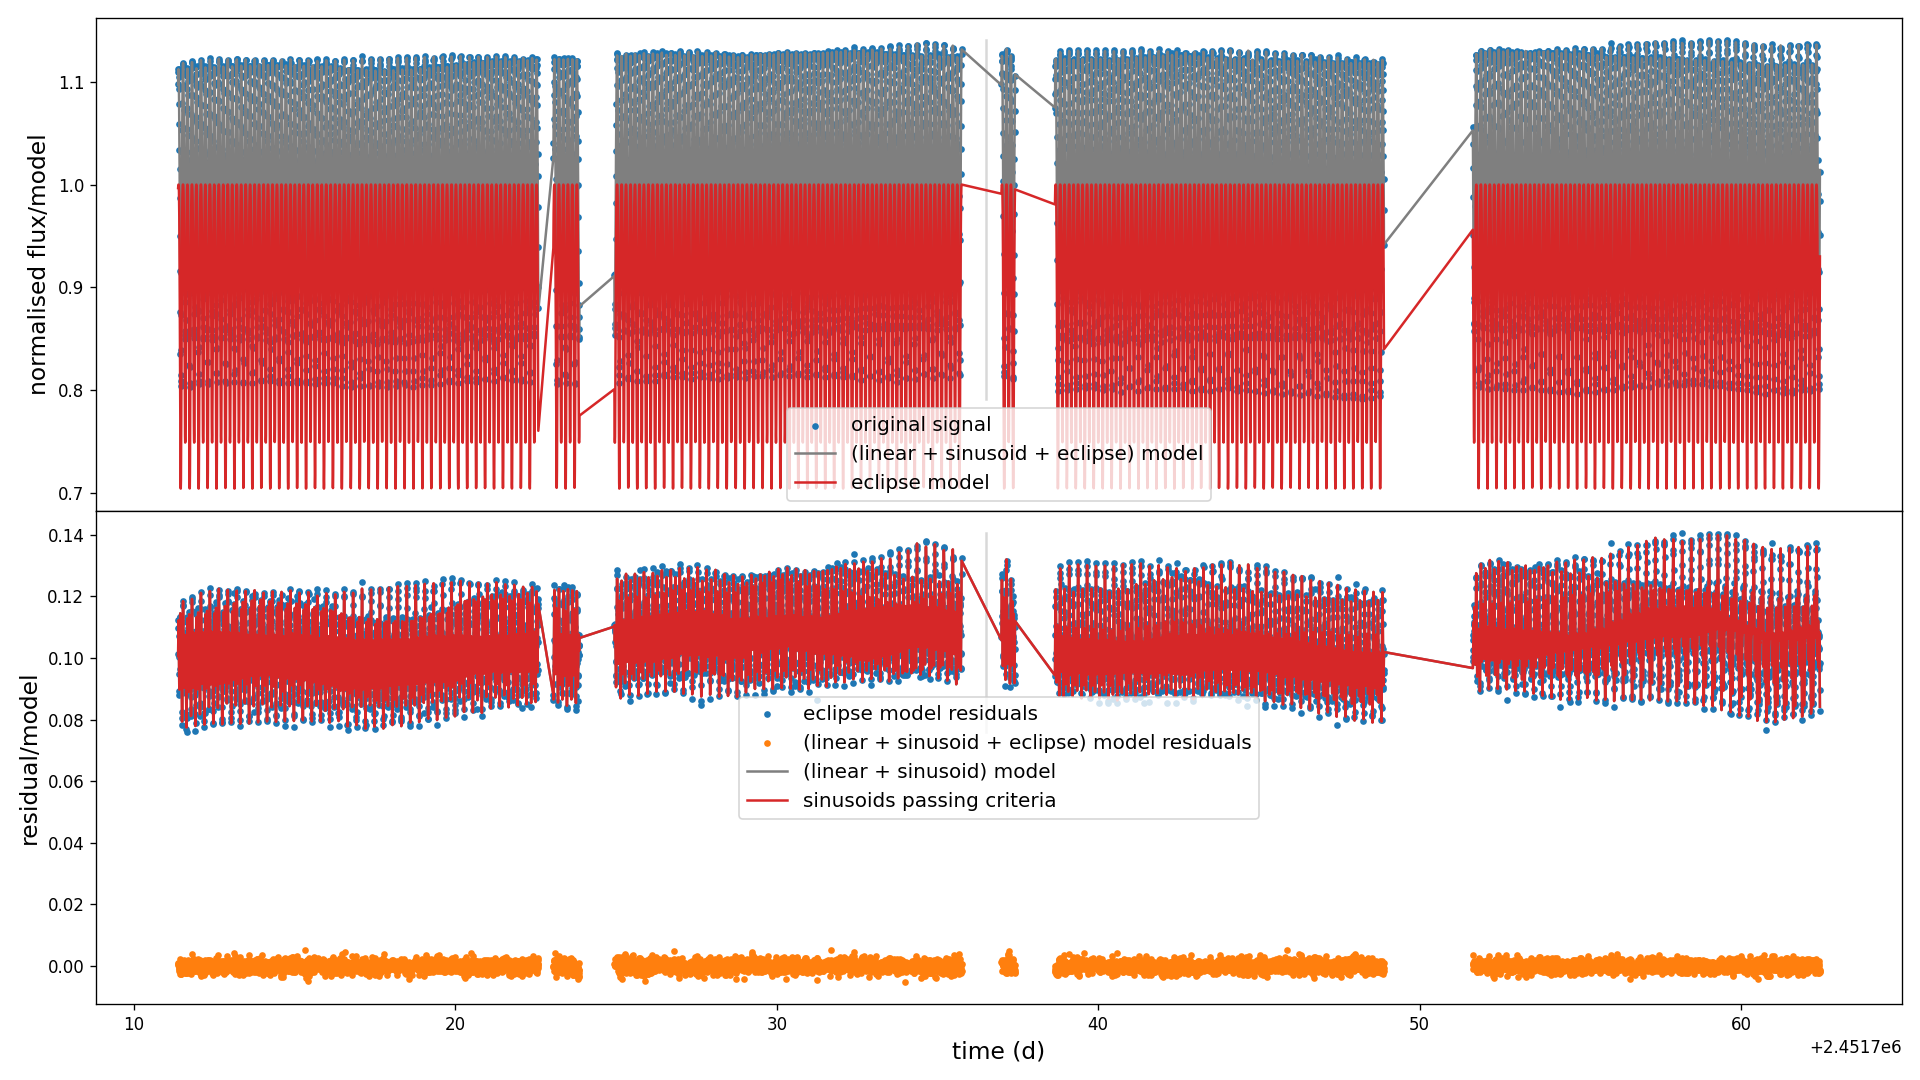 normalised flux/model
1.1
1.0
0.9
0.8
0.7
original signal
(linear + sinusoid + eclipse) model
eclipse model
residual/model
0.14
0.12
0.10
0.08
0.06
0.04
0.02
0.00
eclipse model residuals
(linear + sinusoid + eclipse) model residuals
(linear + sinusoid) model
sinusoids passing criteria
10 20 30 40 50 60
time (d)
+2.4517e6